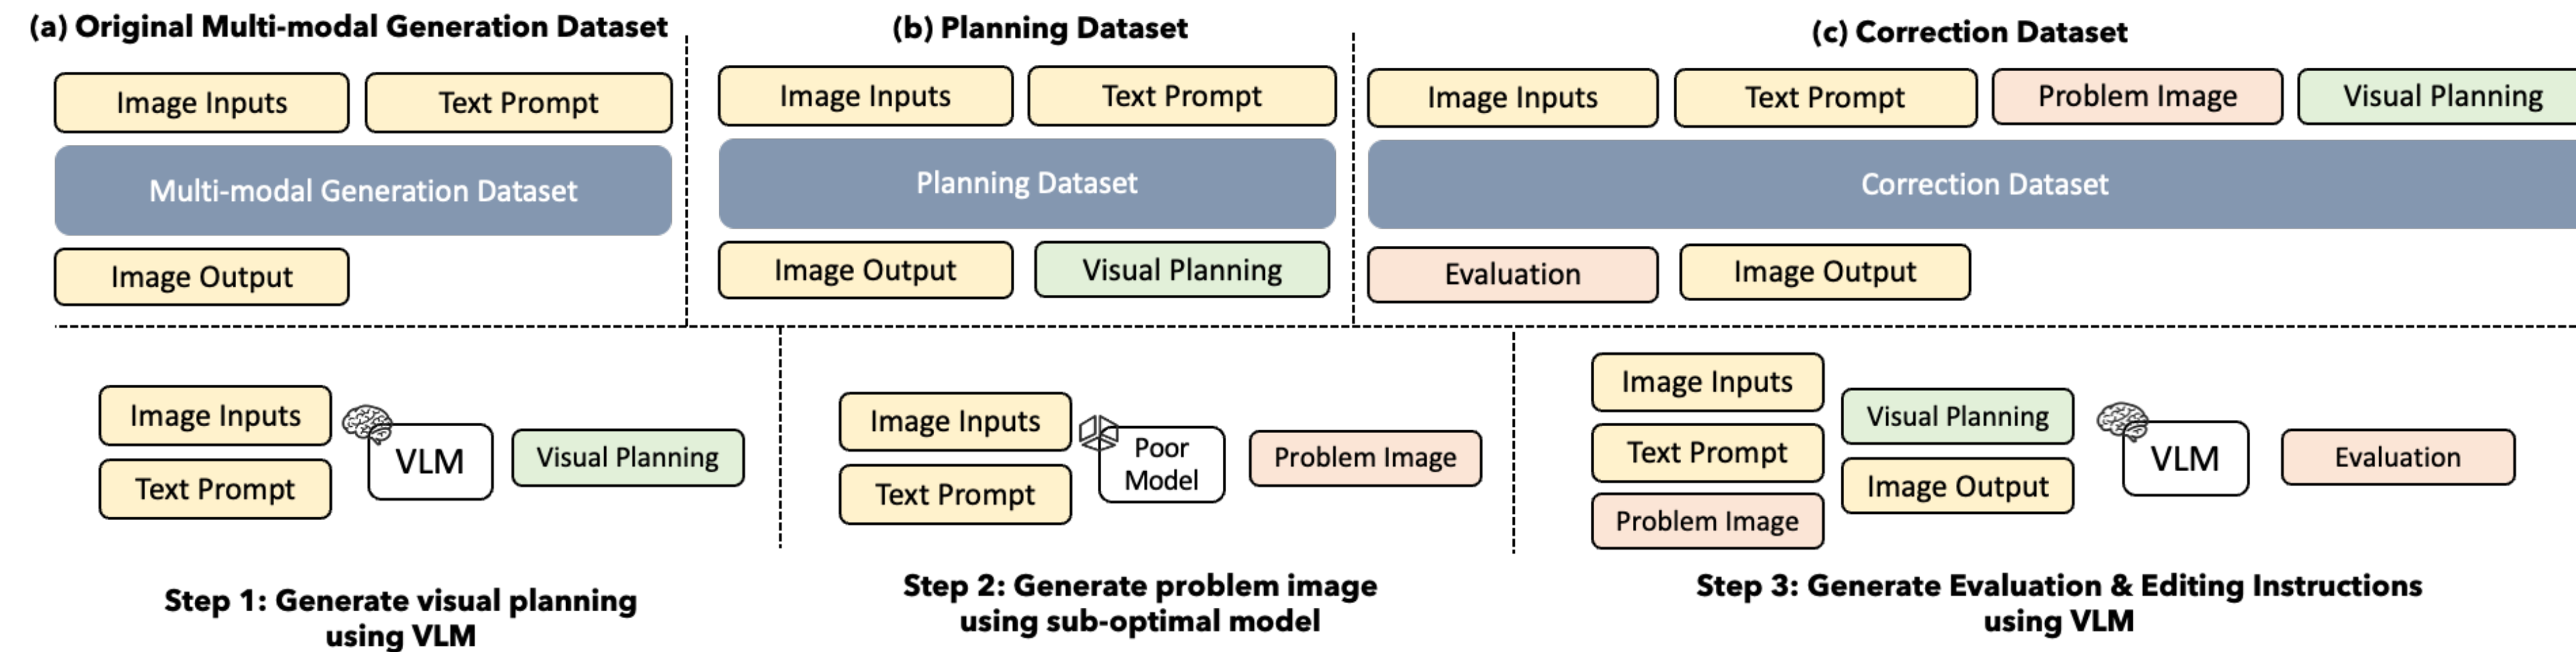 (a) Original Multi-modal Generation Dataset
Image Inputs
Text Prompt
Multi-modal Generation Dataset
Image Output
(b) Planning Dataset
Image Inputs
Text Prompt
Planning Dataset
Image Output
Visual Planning
(c) Correction Dataset
Image Inputs
Text Prompt
Problem Image
Visual Planning
Correction Dataset
Evaluation
Image Output
Image Inputs
Text Prompt
VLM
Visual Planning
Step 1: Generate visual planning
using VLM
Image Inputs
Text Prompt
Poor
Model
Problem Image
Step 2: Generate problem image
using sub-optimal model
Image Inputs
Text Prompt
Problem Image
Visual Planning
Image Output
VLM
Evaluation
Step 3: Generate Evaluation & Editing Instructions
using VLM